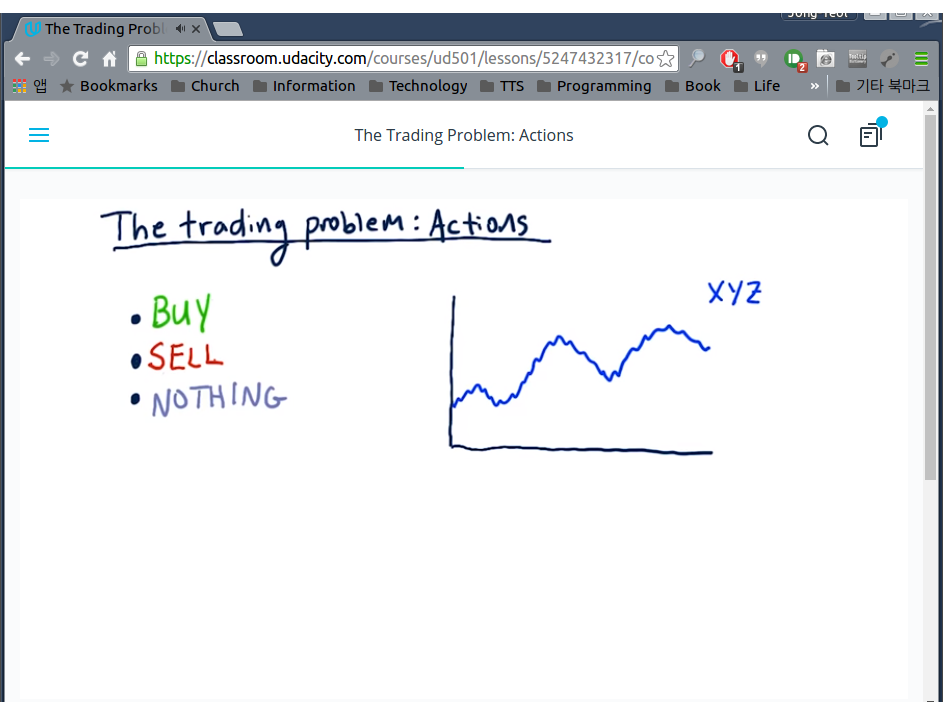 Jong Yeol
The Trading Probl
https://classroom.udacity.com/courses/ud501/lessons/5247432317/co
1
2
앱 Bookmarks Church Information Technology TTS Programming Book Life » 기타 북마크
The Trading Problem: Actions
The trading problem: Actions
XYZ
• BUY
• SELL
• NOTHING